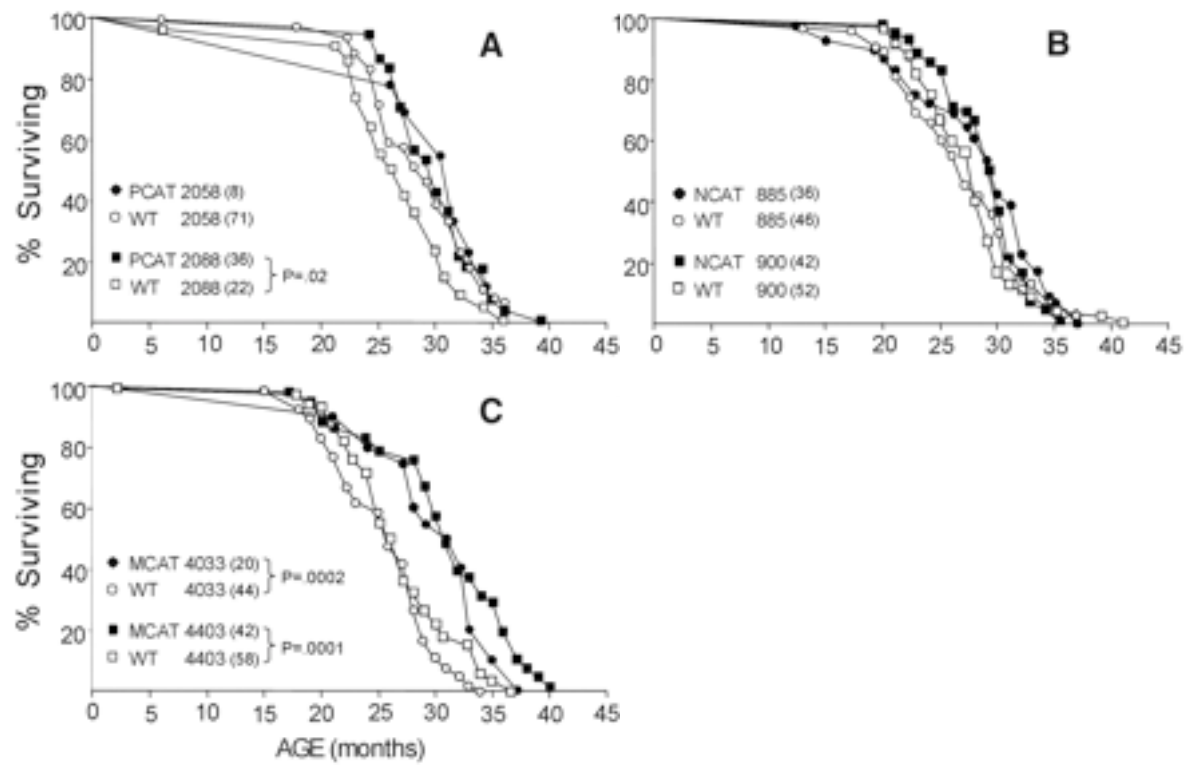 A
% Surviving
100
80
60
40
20
PCAT 2058 (8)
WT 2058 (71)
PCAT 2088 (36)
WT 2088 (22)
P=.02
0 5 10 15 20 25 30 35 40 45
B
100
80
60
40
20
NCAT 885 (36)
WT 885 (46)
NCAT 900 (42)
WT 900 (52)
0 5 10 15 20 25 30 35 40 45
C
% Surviving
100
80
60
40
20
MCAT 4033 (20)
WT 4033 (44)
P=.0002
MCAT 4403 (42)
WT 4403 (58)
P=.0001
0 5 10 15 20 25 30 35 40 45
AGE (months)